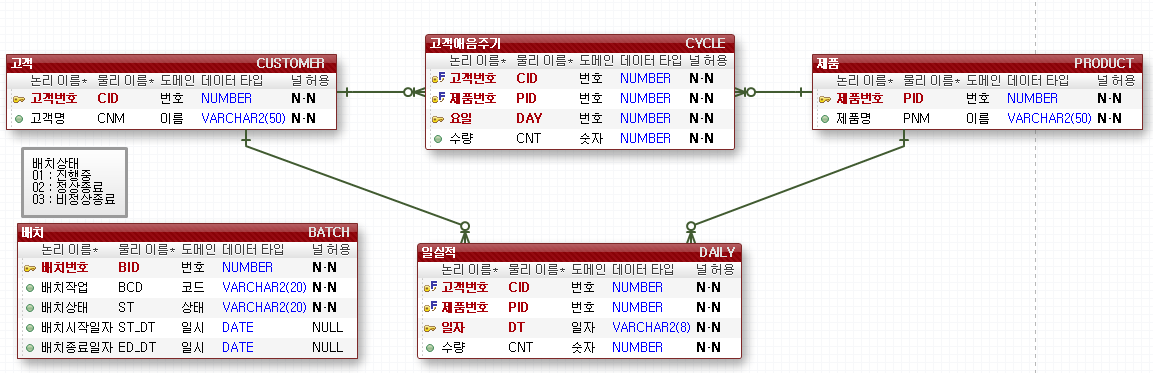 고객 CUSTOMER
논리 이름* 물리 이름* 도메인 데이터 타입 널 허용
고객번호 CID 번호 NUMBER N-N
고객명 CNM 이름 VARCHAR2(50) N-N
고객애음주기 CYCLE
논리 이름* 물리 이름* 도메인 데이터 타입 널 허용
고객번호 CID 번호 NUMBER N-N
제품번호 PID 번호 NUMBER N-N
요일 DAY 번호 NUMBER N-N
수량 CNT 숫자 NUMBER N-N
제품 PRODUCT
논리 이름* 물리 이름* 도메인 데이터 타입 널 허용
제품번호 PID 번호 NUMBER N-N
제품명 PNM 이름 VARCHAR2(50) N-N
배치상태
01 : 진행중
02 : 정상종료
03 : 비정상종료
배치 BATCH
논리 이름* 물리 이름* 도메인 데이터 타입 널 허용
배치번호 BID 번호 NUMBER N-N
배치작업 BCD 코드 VARCHAR2(20) N-N
배치상태 ST 상태 VARCHAR2(20) N-N
배치시작일자 ST_DT 일시 DATE NULL
배치종료일자 ED_DT 일시 DATE NULL
일실적 DAILY
논리 이름* 물리 이름* 도메인 데이터 타입 널 허용
고객번호 CID 번호 NUMBER N-N
제품번호 PID 번호 NUMBER N-N
일자 DT 일자 VARCHAR2(8) N-N
수량 CNT 숫자 NUMBER N-N